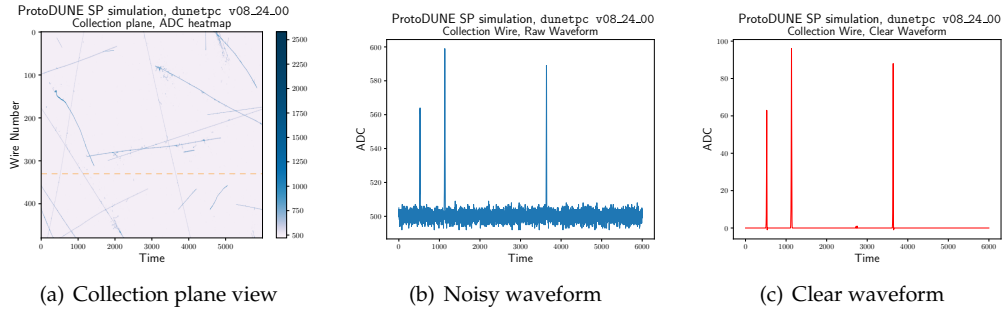 ProtoDUNE SP simulation, dunetpc v08_24_00
Collection plane, ADC heatmap
0
100
200
300
400
Wire Number
0 1000 2000 3000 4000 5000
Time
2500
2250
2000
1750
1500
1250
1000
750
500
(a) Collection plane view
ProtoDUNE SP simulation, dunetpc v08_24_00
Collection Wire, Raw Waveform
600
580
560
540
520
500
ADC
0 1000 2000 3000 4000 5000 6000
Time
(b) Noisy waveform
ProtoDUNE SP simulation, dunetpc v08_24_00
Collection Wire, Clear Waveform
100
80
60
40
20
0
ADC
0 1000 2000 3000 4000 5000 6000
Time
(c) Clear waveform